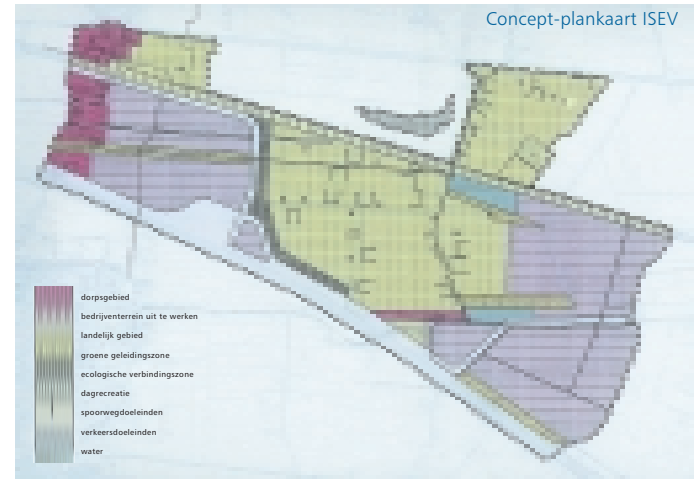 Concept-plankaart ISEV
dorpsgebied
bedrijventerrein uit te werken
landelijk gebied
groene geleidingszone
ecologische verbindingszone
dagrecreatie
spoorwegdoeleinden
verkeersdoeleinden
water